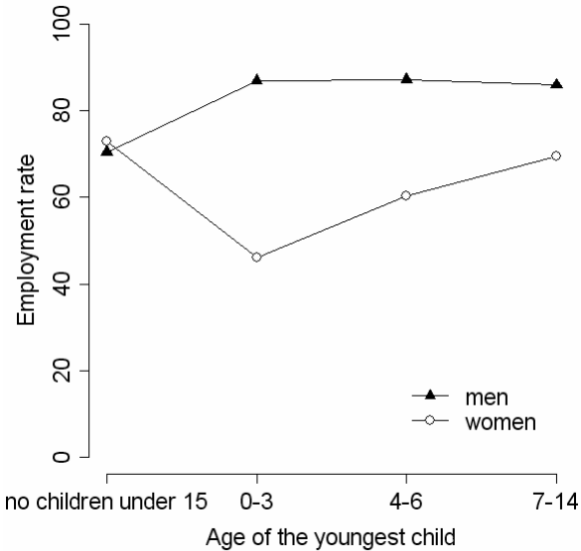 100
80
60
40
20
0
Employment rate
men
women
no children under 15 0-3 4-6 7-14
Age of the youngest child